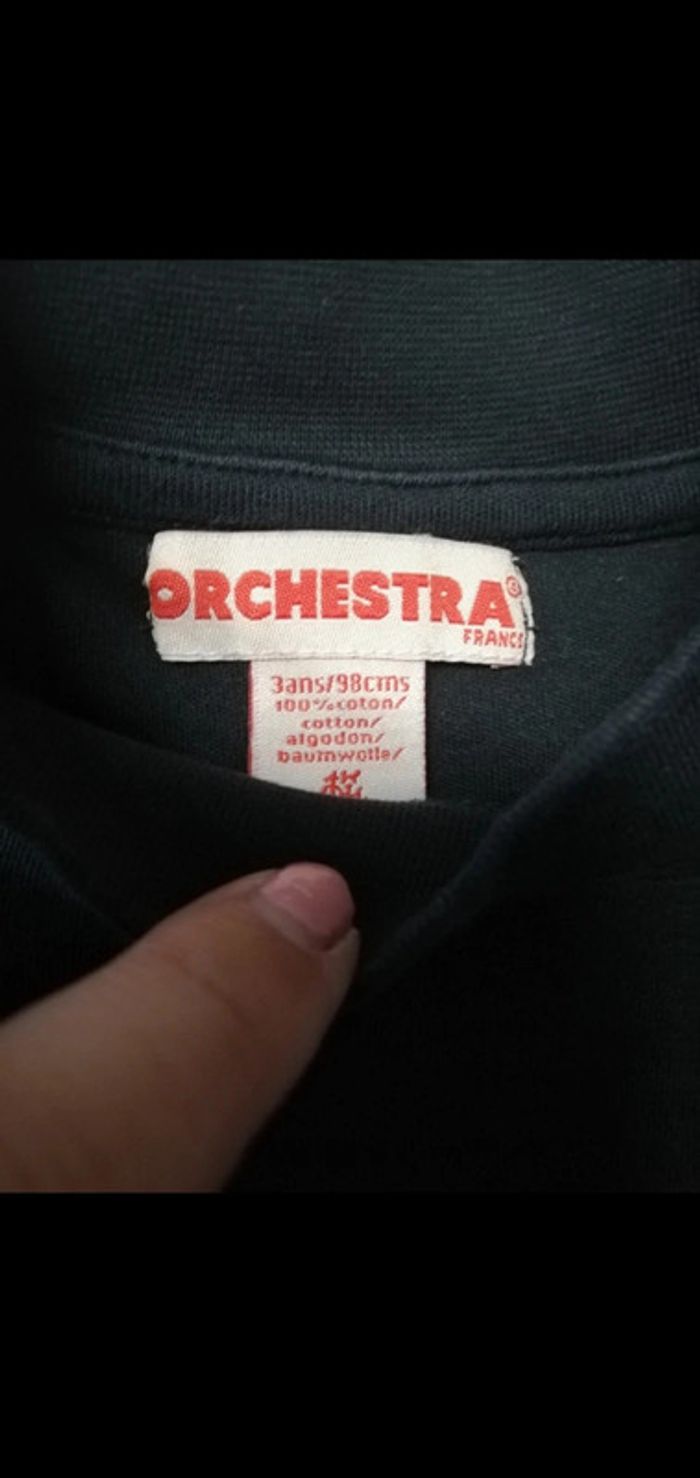 ORCHESTRA®
FRANCE
3ans/98cms
100%coton/
cotton/
algodon/
baumwolle/